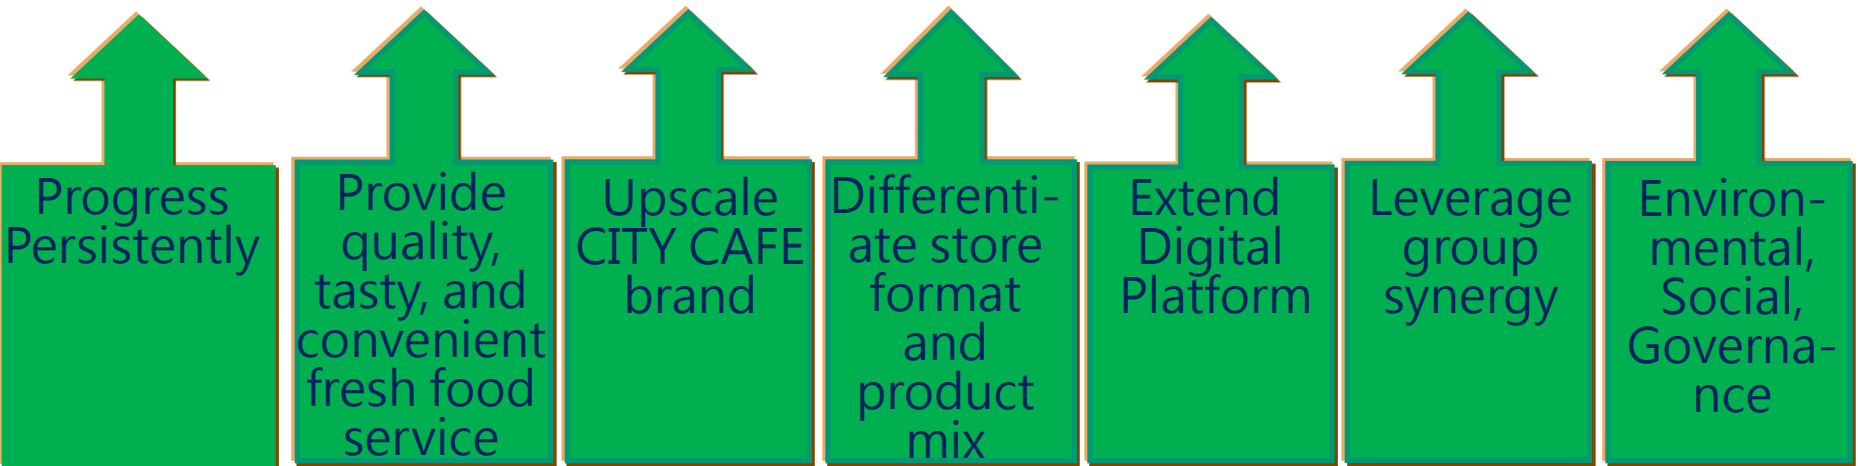 Progress
Persistently
Provide
quality,
tasty, and
convenient
fresh food
service
Upscale
CITY CAFE
brand
Differenti-
ate store
format
and
product
mix
Extend
Digital
Platform
Leverage
group
synergy
Environ-
mental,
Social,
Governa-
nce